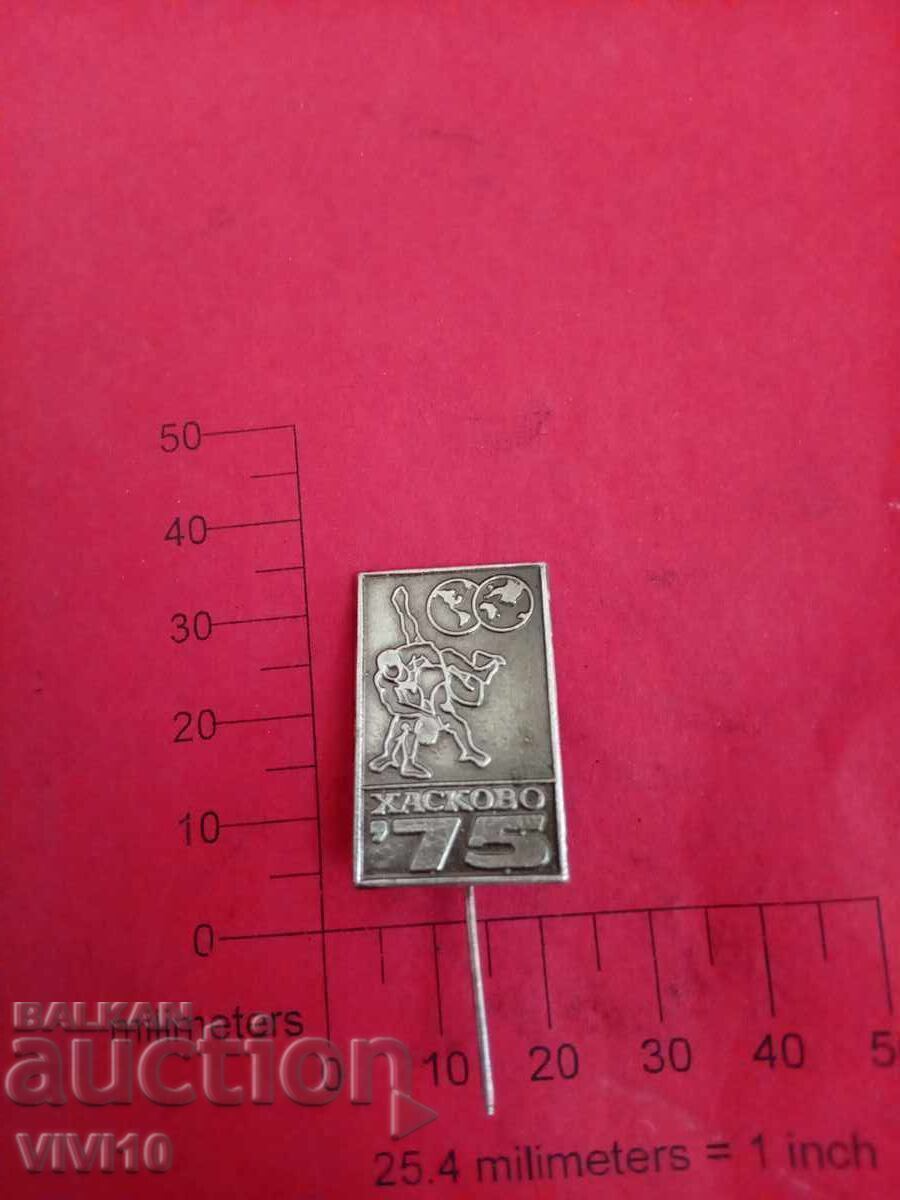 50
40
30
20
10
0
ХАСКОВО
'75
milimeters
0 10 20 30 40 5
25.4 milimeters = 1 inch
BALKAN
auction
VIVI10